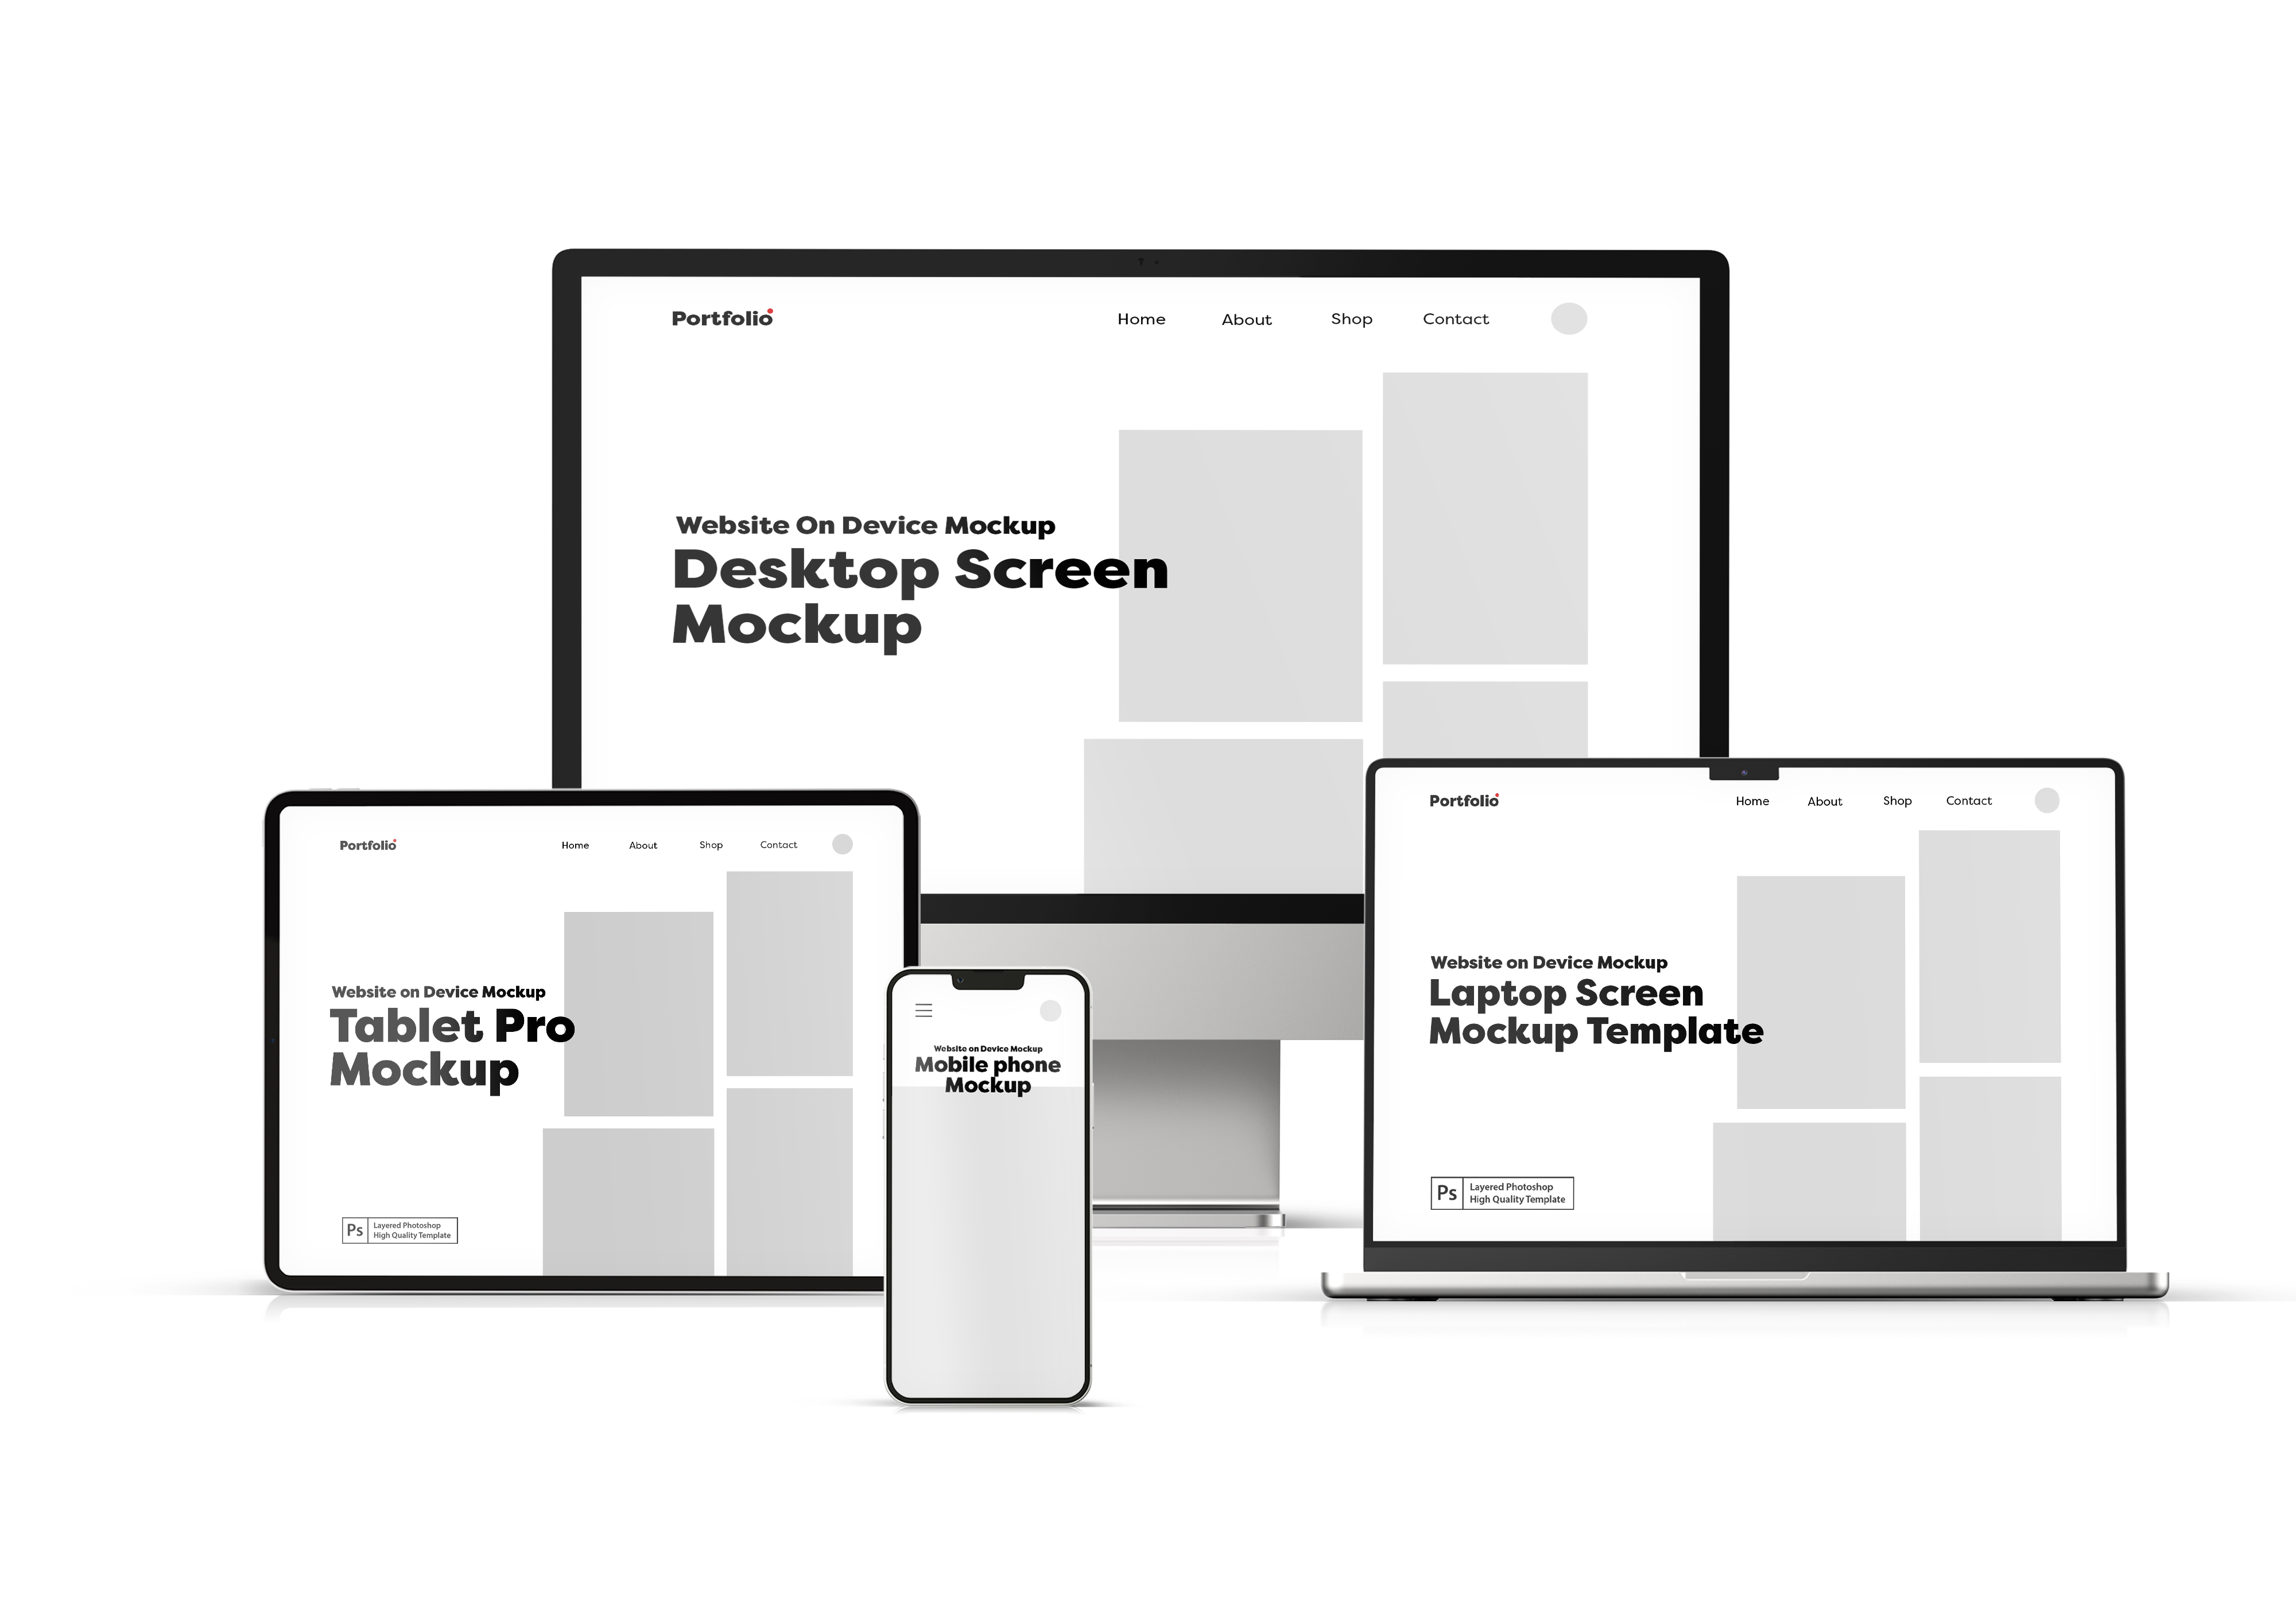 Portfolio
Home About Shop Contact
Website On Device Mockup
Desktop Screen
Mockup
Portfolio
Home About Shop Contact
Website on Device Mockup
Tablet Pro
Mockup
Ps
Layered Photoshop
High Quality Template
Website on Device Mockup
Mobile phone
Mockup
Portfolio
Home About Shop Contact
Website on Device Mockup
Laptop Screen
Mockup Template
Ps
Layered Photoshop
High Quality Template